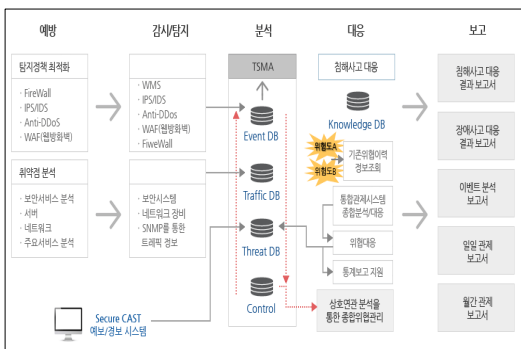 예방
감시/탐지
분석
대응
보고
탐지정책 최적화
· FireWall
· IPS/IDS
· Anti-DDoS
· WAF(웹방화벽)
취약점 분석
· 보안서비스 분석
· 서버
· 네트워크
· 주요서비스 분석
· WMS
· IPS/IDS
· Anti-DDos
· WAF(웹방화벽)
· FiweWall
· 보안시스템
· 네트워크 장비
· SNMP를 통한
트래픽 정보
Secure CAST
예보/경보 시스템
TSMA
Event DB
Traffic DB
Threat DB
Control
침해사고 대응
Knowledge DB
위험도A
위험도B
기존위협이력
정보조회
통합관제시스템
종합분석/대응
위협대응
통계보고 지원
상호연관 분석을
통한 종합위협관리
침해사고 대응
결과 보고서
장애사고 대응
결과 보고서
이벤트 분석
보고서
일일 관제
보고서
월간 관제
보고서